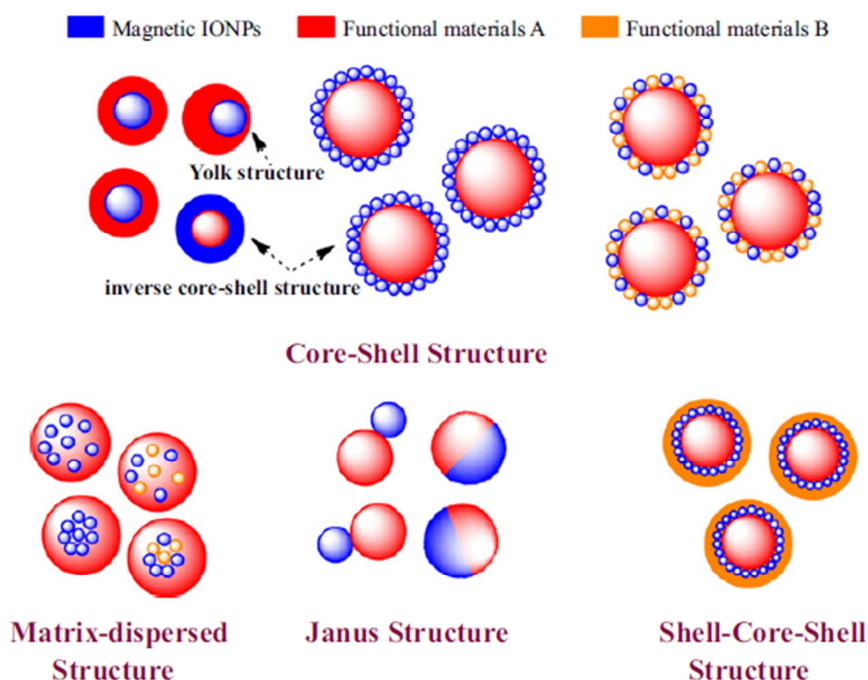 Magnetic IONPs
Functional materials A
Functional materials B
Yolk structure
inverse core-shell structure
Core-Shell Structure
Matrix-dispersed
Structure
Janus Structure
Shell-Core-Shell
Structure